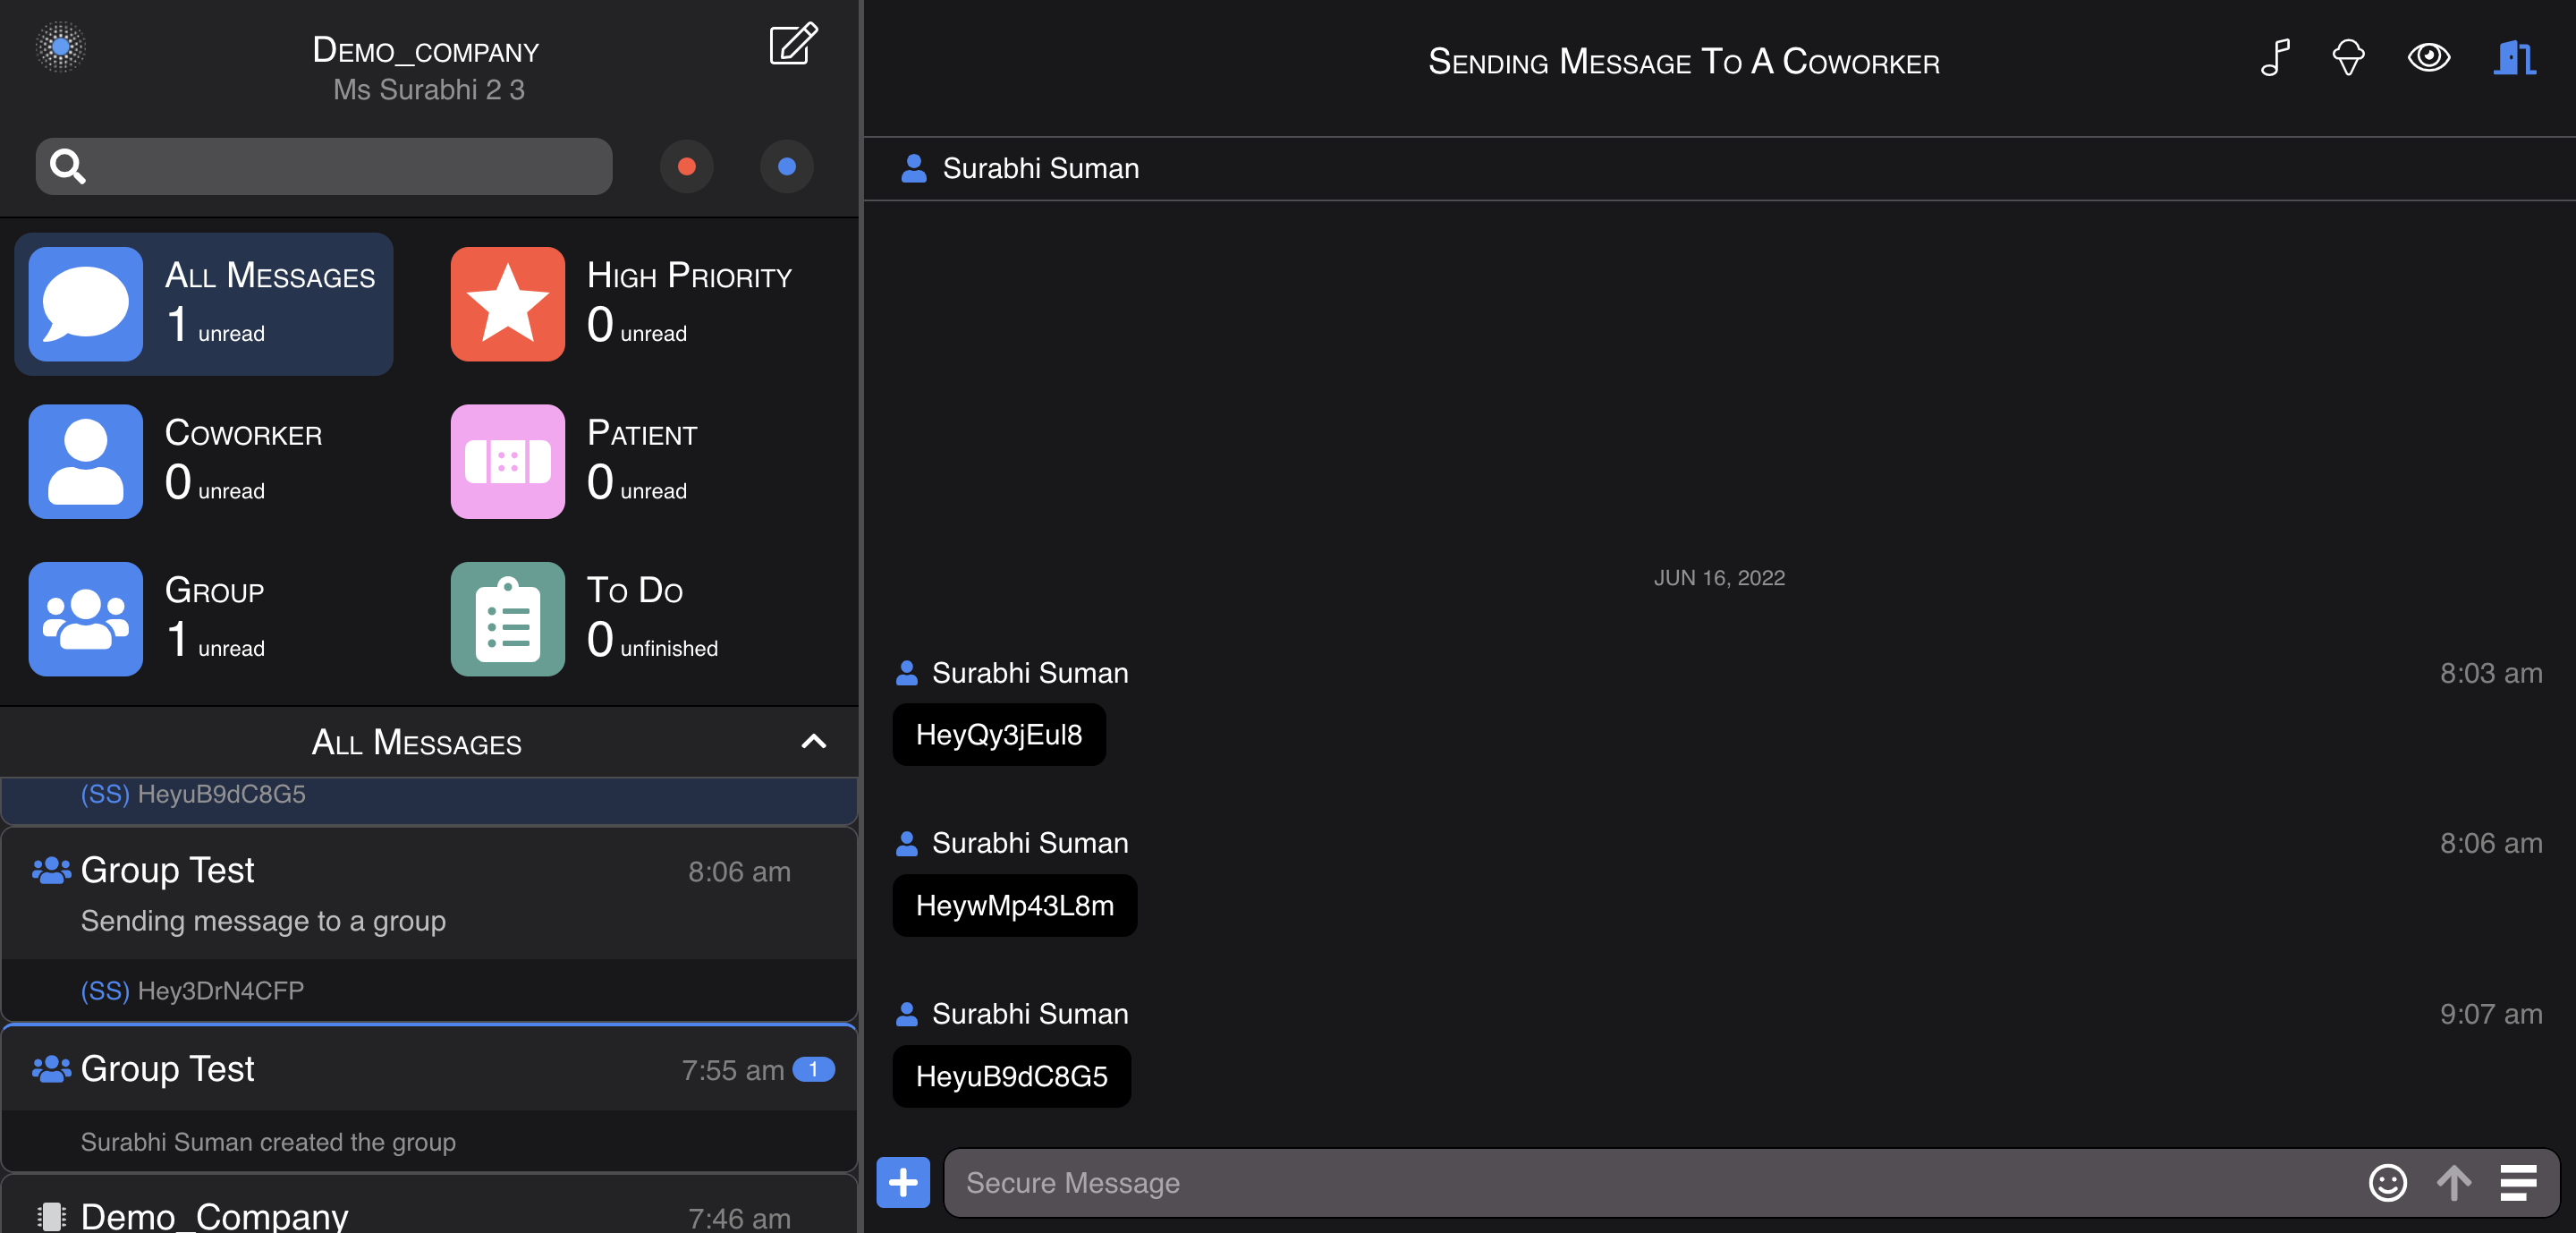 Demo_company
Ms Surabhi 2 3
All Messages
1 unread
High Priority
0 unread
Coworker
0 unread
Patient
0 unread
Group
1 unread
To Do
0 unfinished
All Messages
(SS) HeyuB9dC8G5
Group Test 8:06 am
Sending message to a group
(SS) Hey3DrN4CFP
Group Test 7:55 am 1
Surabhi Suman created the group
Demo_Company 7:46 am
Sending Message To A Coworker
Surabhi Suman
JUN 16, 2022
Surabhi Suman 8:03 am
HeyQy3jEul8
Surabhi Suman 8:06 am
HeywMp43L8m
Surabhi Suman 9:07 am
HeyuB9dC8G5
Secure Message